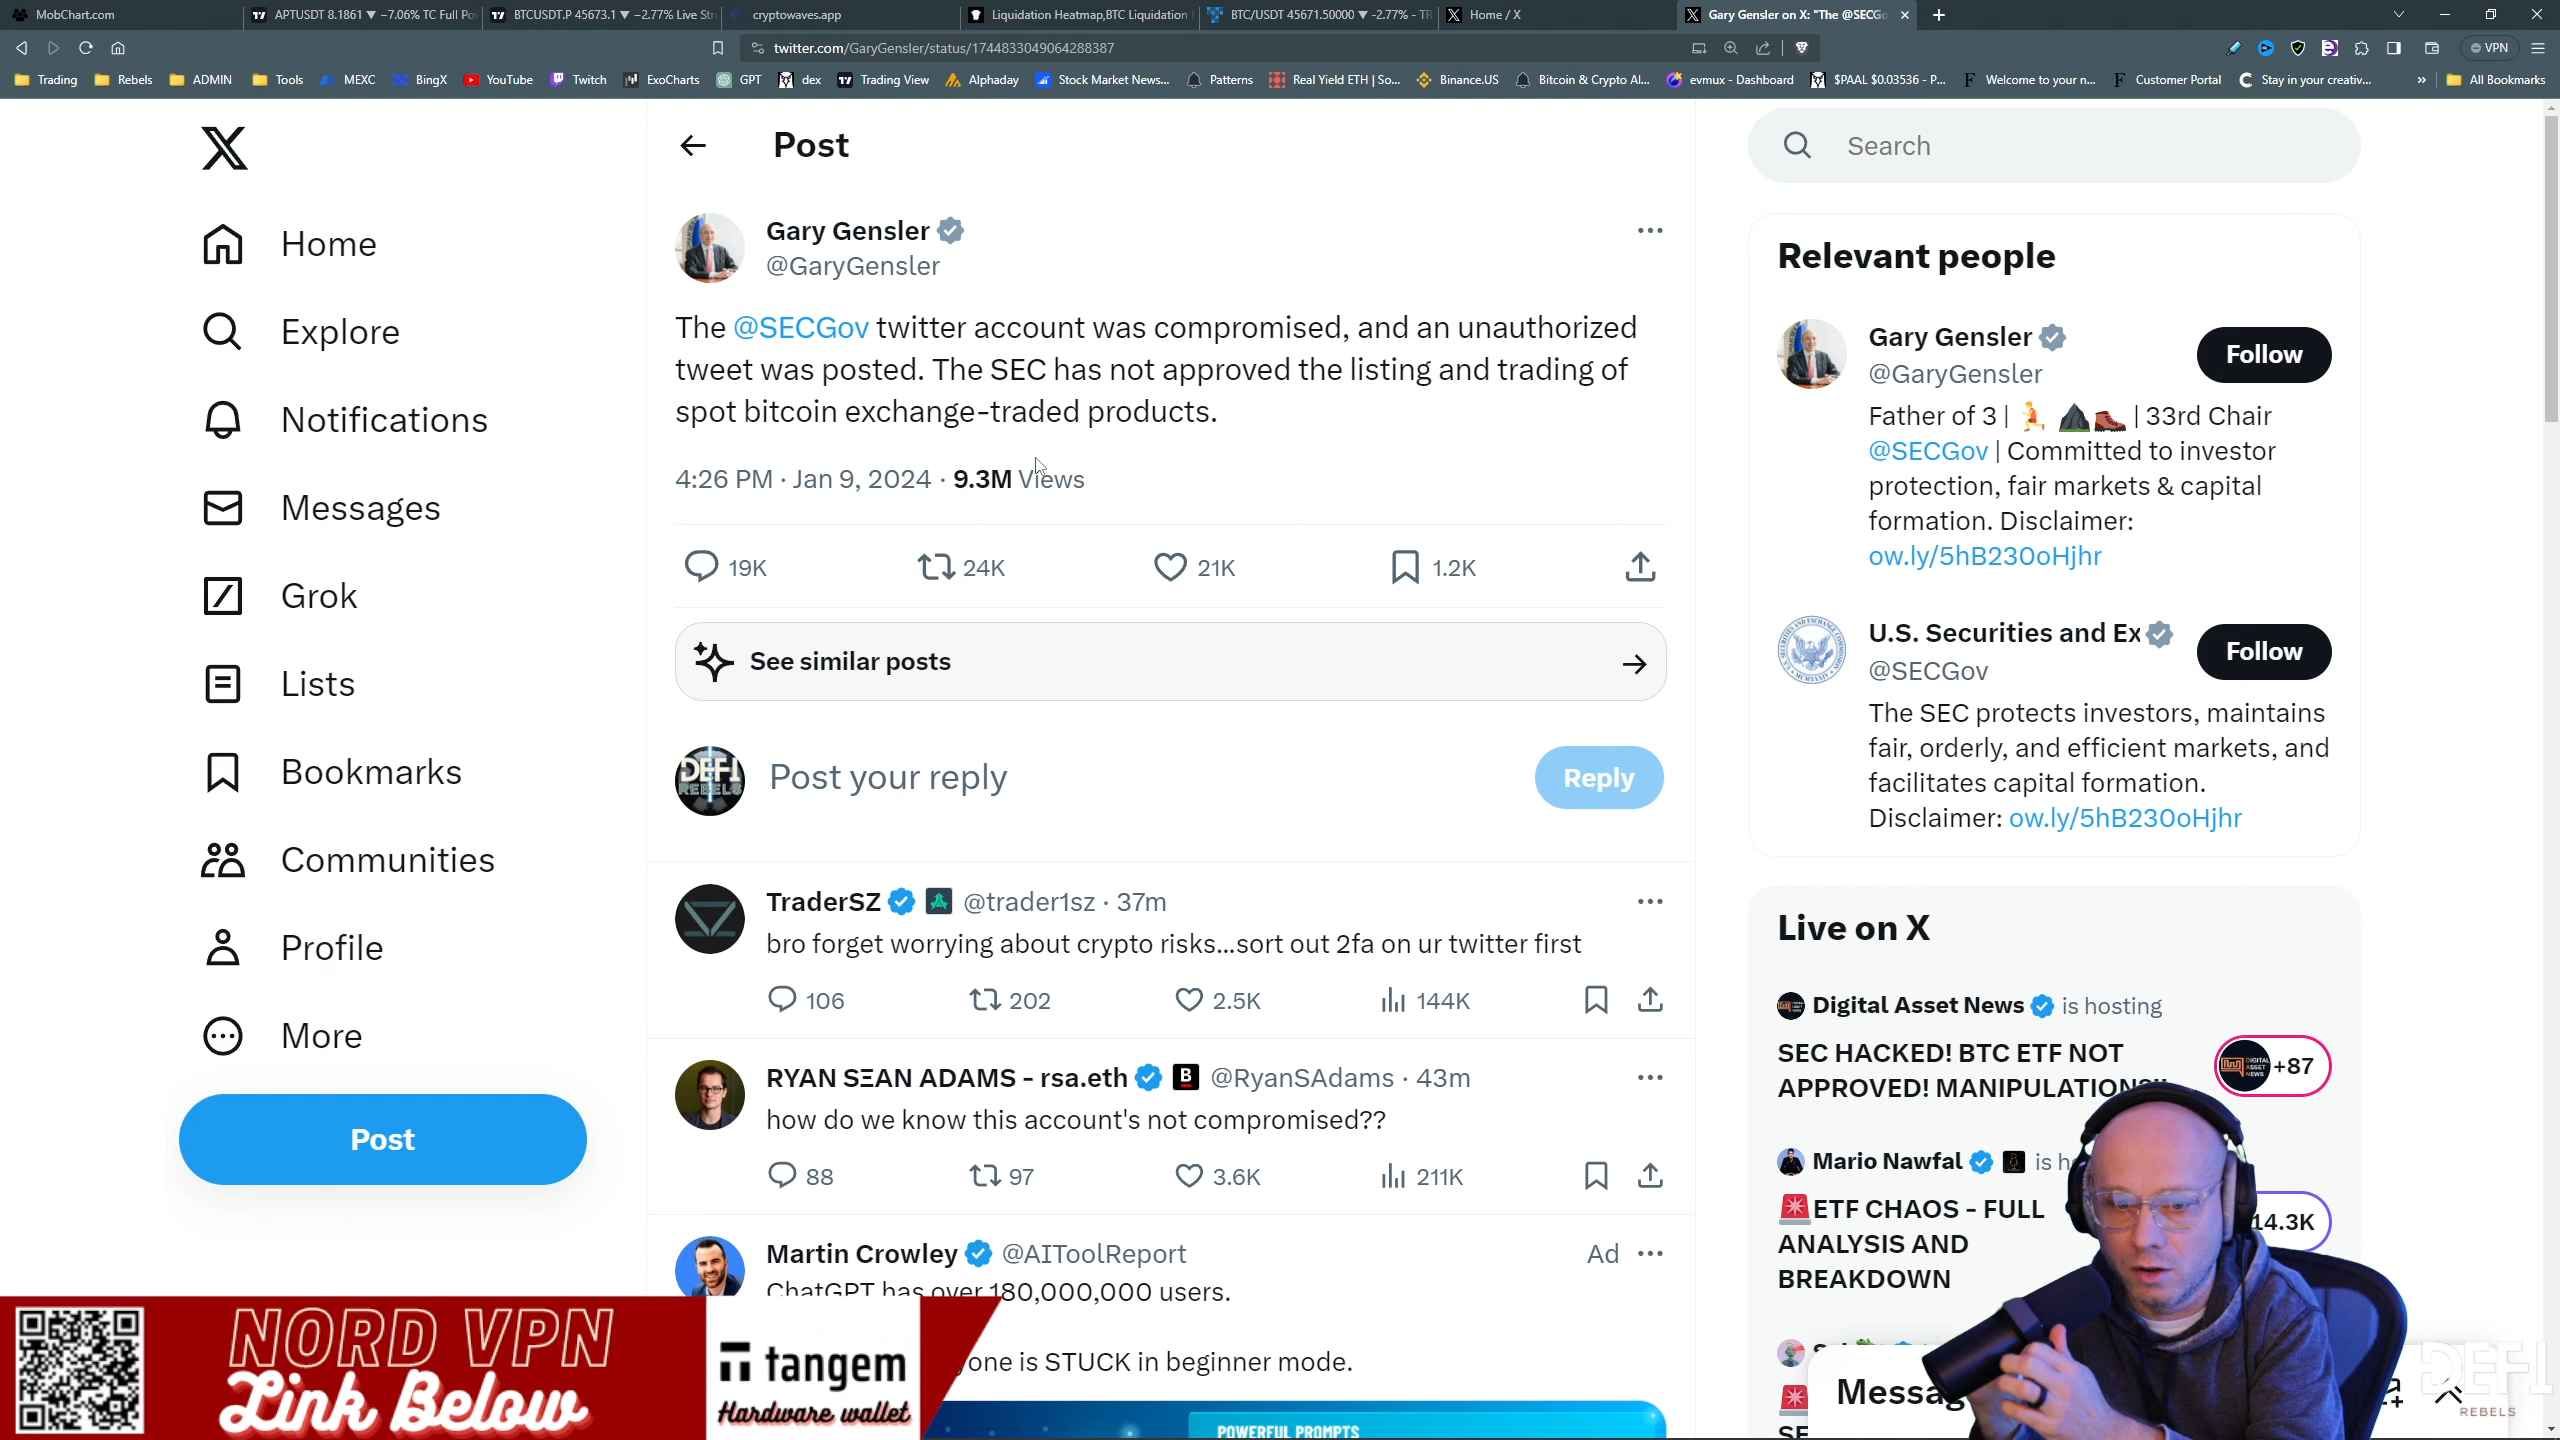 MobChart.com
APTUSDT 8.1861 ▼ −7.06% TC Full Po
BTCUSDT.P 45673.1 ▼ −2.77% Live Str
cryptowaves.app
Liquidation Heatmap,BTC Liquidation
BTC/USDT 45671.50000 ▼ -2.77% - TR
Home / X
Gary Gensler on X: "The @SECGo
twitter.com/GaryGensler/status/1744833049064288387
VPN
Trading
Rebels
ADMIN
Tools
MEXC
BingX
YouTube
Twitch
ExoCharts
GPT
dex
Trading View
Alphaday
Stock Market News...
Patterns
Real Yield ETH | So...
Binance.US
Bitcoin & Crypto Al...
evmux - Dashboard
$PAAL $0.03536 - P...
Welcome to your n...
Customer Portal
Stay in your creativ...
All Bookmarks
Home
Explore
Notifications
Messages
Grok
Lists
Bookmarks
Communities
Profile
More
Post
Post
Gary Gensler
@GaryGensler
The @SECGov twitter account was compromised, and an unauthorized
tweet was posted. The SEC has not approved the listing and trading of
spot bitcoin exchange-traded products.
4:26 PM · Jan 9, 2024 · 9.3M Views
19K 24K 21K 1.2K
See similar posts
DEFI
REBELS
Post your reply
Reply
TraderSZ @trader1sz · 37m
bro forget worrying about crypto risks...sort out 2fa on ur twitter first
106 202 2.5K 144K
RYAN SΞAN ADAMS - rsa.eth @RyanSAdams · 43m
how do we know this account's not compromised??
88 97 3.6K 211K
Martin Crowley @AIToolReport Ad
ChatGPT has over 180,000,000 users.
one is STUCK in beginner mode.
POWERFUL PROMPTS
Search
Relevant people
Gary Gensler
@GaryGensler
Follow
Father of 3 | | 33rd Chair
@SECGov | Committed to investor
protection, fair markets & capital
formation. Disclaimer:
ow.ly/5hB230oHjhr
U.S. Securities and Ex
@SECGov
Follow
The SEC protects investors, maintains
fair, orderly, and efficient markets, and
facilitates capital formation.
Disclaimer: ow.ly/5hB230oHjhr
Live on X
Digital Asset News is hosting
SEC HACKED! BTC ETF NOT
APPROVED! MANIPULATION
DIGITAL
ASSET
NEWS
+87
Mario Nawfal is h
ETF CHAOS - FULL
ANALYSIS AND
BREAKDOWN
14.3K
Messag
NORD VPN
Link Below
tangem
Hardware wallet
DEFI
REBELS